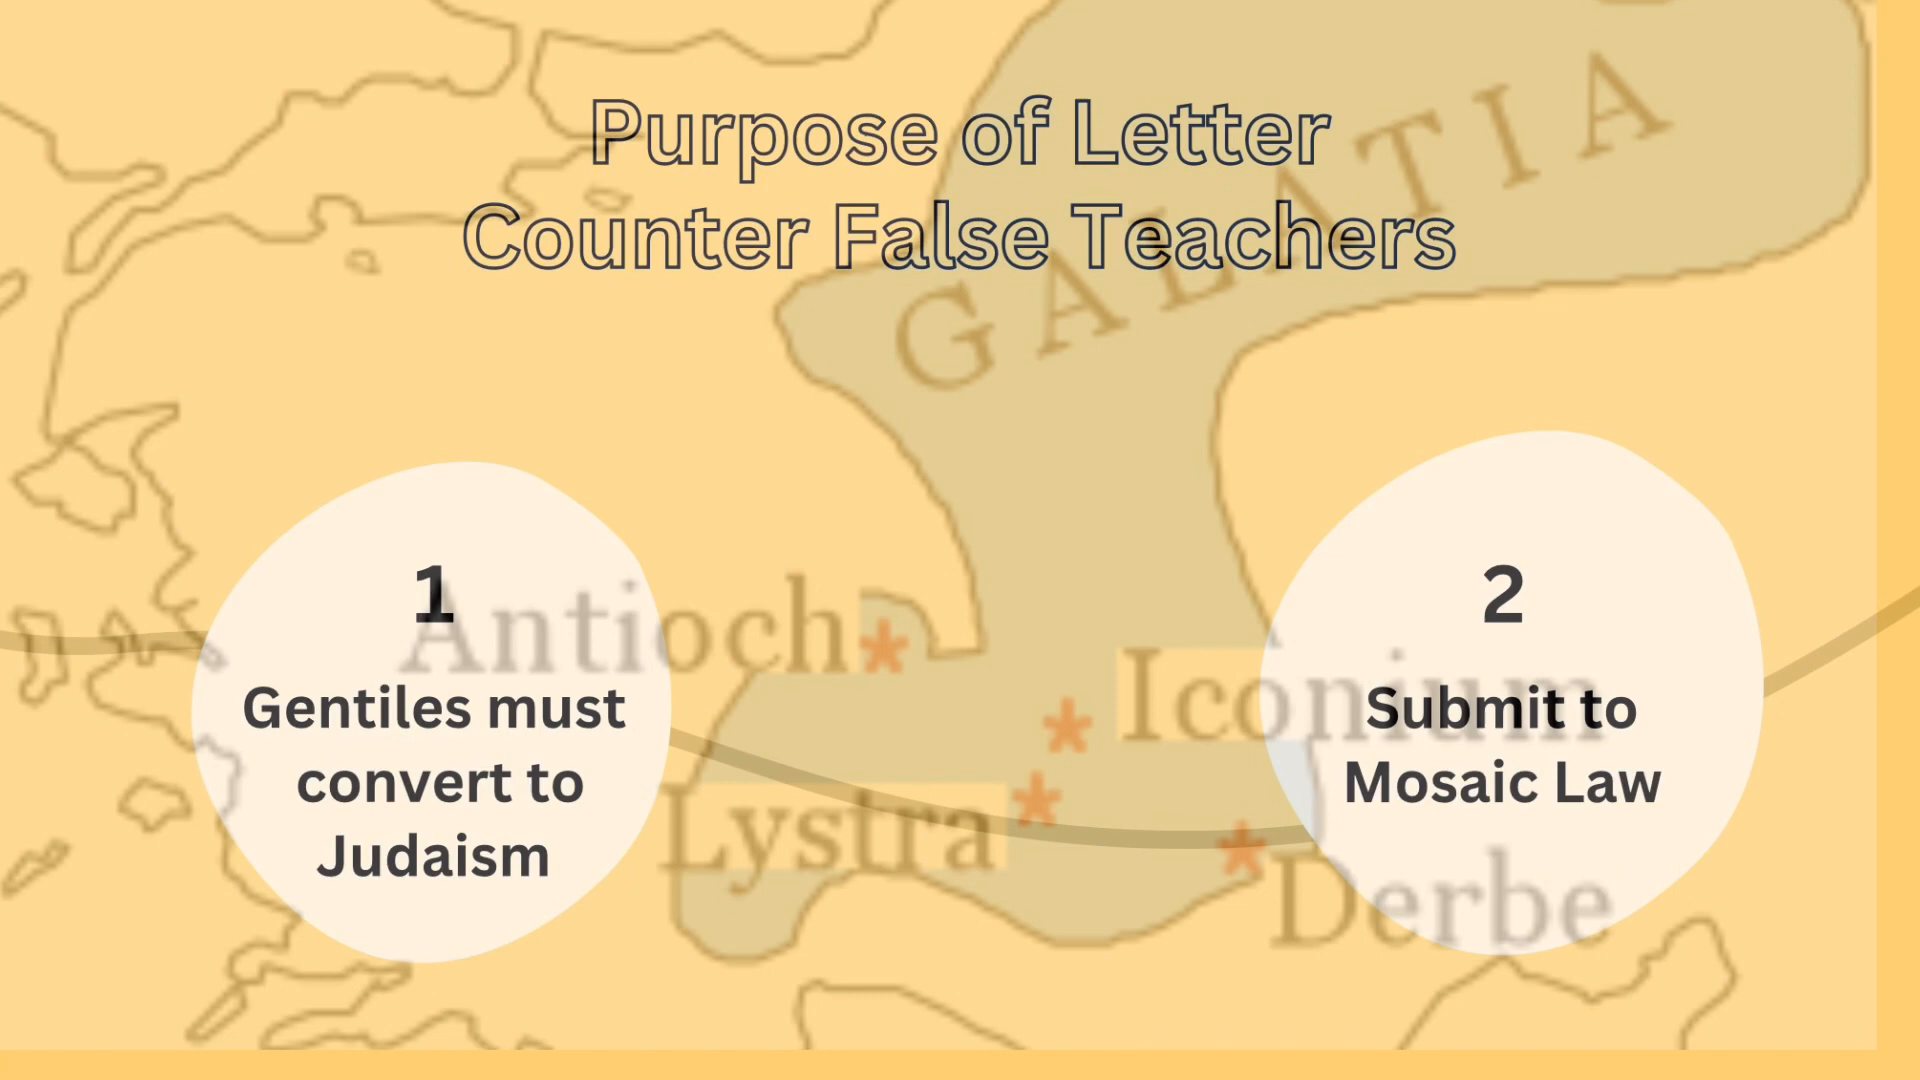 Purpose of Letter
Counter False Teachers
GALATIA
1
Gentiles must
convert to
Judaism
2
Submit to
Mosaic Law
Antioch
Iconium
Lystra
Derbe